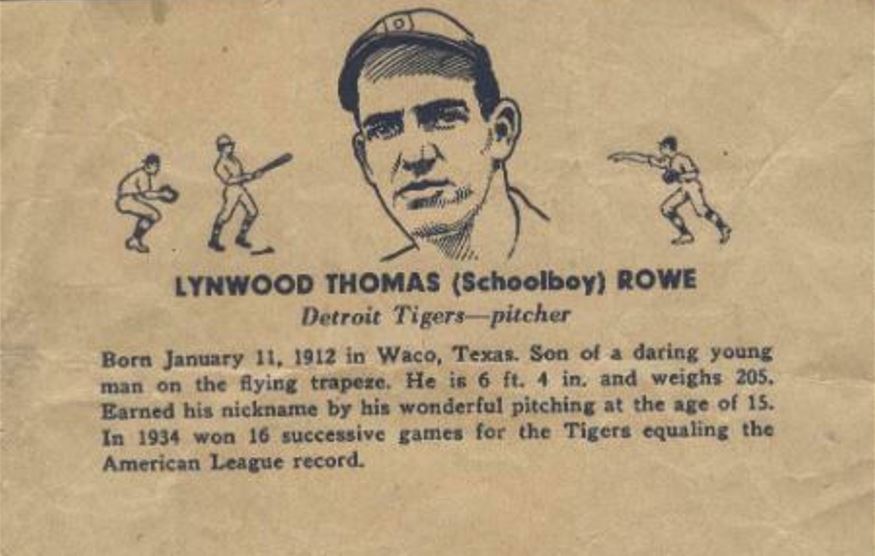 D
LYNWOOD THOMAS (Schoolboy) ROWE
Detroit Tigers—pitcher
Born January 11, 1912 in Waco, Texas. Son of a daring young
man on the flying trapeze. He is 6 ft. 4 in. and weighs 205.
Earned his nickname by his wonderful pitching at the age of 15.
In 1934 won 16 successive games for the Tigers equaling the
American League record.